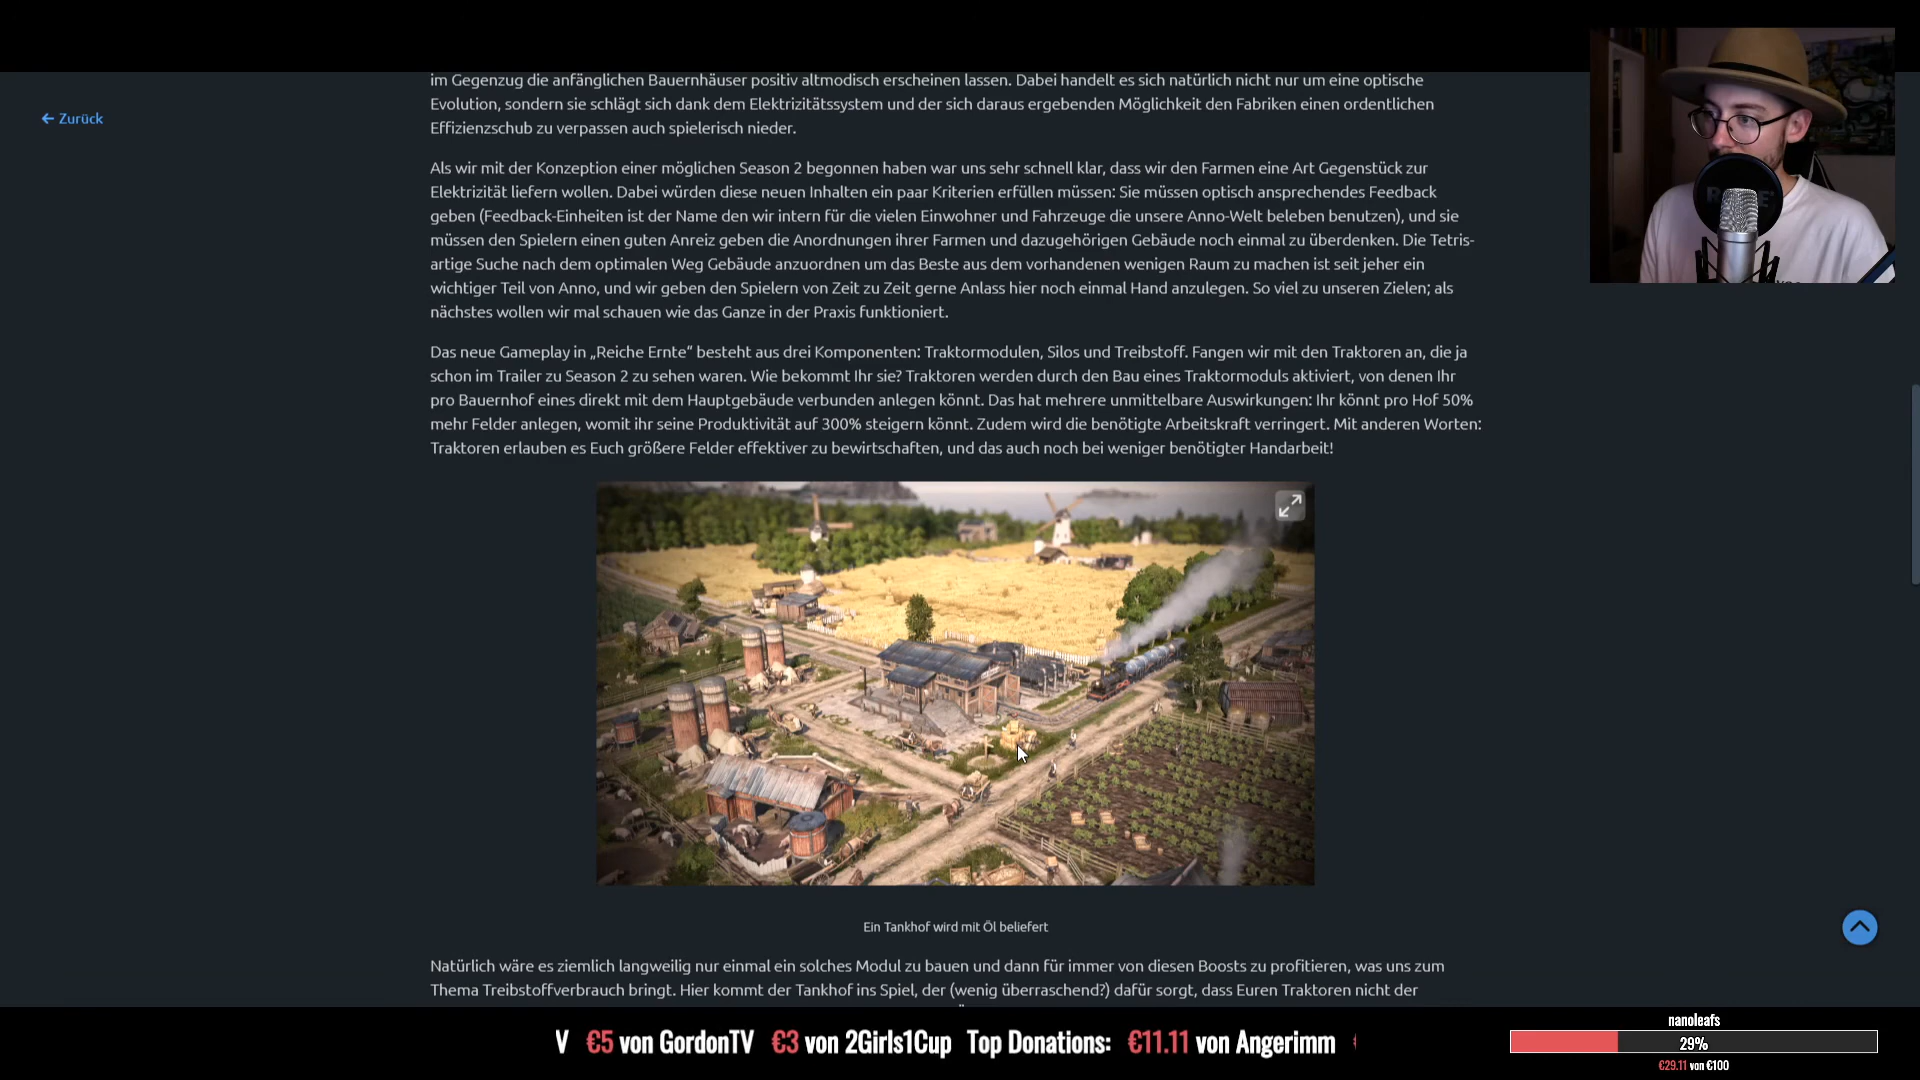 im Gegenzug die anfänglichen Bauernhäuser positiv altmodisch erscheinen lassen. Dabei handelt es sich natürlich nicht nur um eine optische
Evolution, sondern sie schlägt sich dank dem Elektrizitätssystem und der sich daraus ergebenden Möglichkeit den Fabriken einen ordentlichen
Effizienzschub zu verpassen auch spielerisch nieder.
← Zurück
Als wir mit der Konzeption einer möglichen Season 2 begonnen haben war uns sehr schnell klar, dass wir den Farmen eine Art Gegenstück zur
Elektrizität liefern wollen. Dabei würden diese neuen Inhalten ein paar Kriterien erfüllen müssen: Sie müssen optisch ansprechendes Feedback
geben (Feedback-Einheiten ist der Name den wir intern für die vielen Einwohner und Fahrzeuge die unsere Anno-Welt beleben benutzen), und sie
müssen den Spielern einen guten Anreiz geben die Anordnungen ihrer Farmen und dazugehörigen Gebäude noch einmal zu überdenken. Die Tetris-
artige Suche nach dem optimalen Weg Gebäude anzuordnen um das Beste aus dem vorhandenen wenigen Raum zu machen ist seit jeher ein
wichtiger Teil von Anno, und wir geben den Spielern von Zeit zu Zeit gerne Anlass hier noch einmal Hand anzulegen. So viel zu unseren Zielen; als
nächstes wollen wir mal schauen wie das Ganze in der Praxis funktioniert.
Das neue Gameplay in „Reiche Ernte“ besteht aus drei Komponenten: Traktormodulen, Silos und Treibstoff. Fangen wir mit den Traktoren an, die ja
schon im Trailer zu Season 2 zu sehen waren. Wie bekommt Ihr sie? Traktoren werden durch den Bau eines Traktormoduls aktiviert, von denen Ihr
pro Bauernhof eines direkt mit dem Hauptgebäude verbunden anlegen könnt. Das hat mehrere unmittelbare Auswirkungen: Ihr könnt pro Hof 50%
mehr Felder anlegen, womit ihr seine Produktivität auf 300% steigern könnt. Zudem wird die benötigte Arbeitskraft verringert. Mit anderen Worten:
Traktoren erlauben es Euch größere Felder effektiver zu bewirtschaften, und das auch noch bei weniger benötigter Handarbeit!
Ein Tankhof wird mit Öl beliefert
Natürlich wäre es ziemlich langweilig nur einmal ein solches Modul zu bauen und dann für immer von diesen Boosts zu profitieren, was uns zum
Thema Treibstoffverbrauch bringt. Hier kommt der Tankhof ins Spiel, der (wenig überraschend?) dafür sorgt, dass Euren Traktoren nicht der
V €5 von GordonTV €3 von 2Girls1Cup Top Donations: €11.11 von Angerimm
nanoleafs
29%
€29.11 von €100